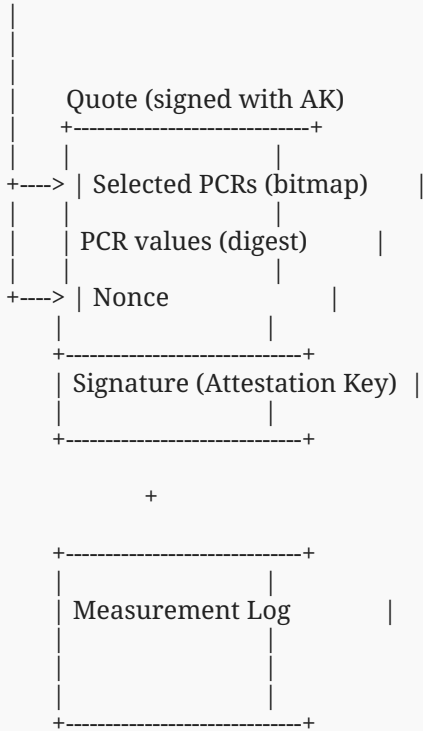 |
|
|
|     Quote (signed with AK)
|    +------------------------------+
|    |                          |
+----> | Selected PCRs (bitmap)      |
|    |                          |
|    | PCR values (digest)         |
|    |                          |
+----> | Nonce                    |
|                          |
+------------------------------+
| Signature (Attestation Key)  |
|                          |
+------------------------------+
+
+------------------------------+
|                          |
| Measurement Log            |
|                          |
|                          |
|                          |
+------------------------------+